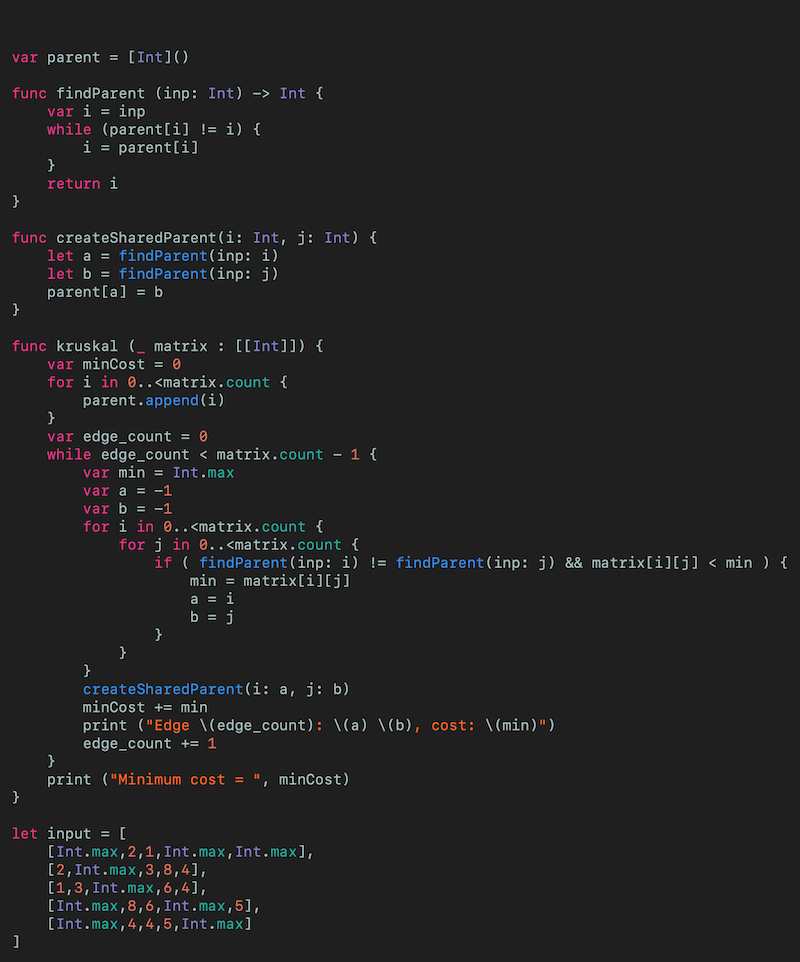 var parent = [Int]()
func findParent (inp: Int) -> Int {
    var i = inp
    while (parent[i] != i) {
        i = parent[i]
    }
    return i
}
func createSharedParent(i: Int, j: Int) {
    let a = findParent(inp: i)
    let b = findParent(inp: j)
    parent[a] = b
}
func kruskal (_ matrix : [[Int]]) {
    var minCost = 0
    for i in 0..<matrix.count {
        parent.append(i)
    }
    var edge_count = 0
    while edge_count < matrix.count - 1 {
        var min = Int.max
        var a = -1
        var b = -1
        for i in 0..<matrix.count {
            for j in 0..<matrix.count {
                if ( findParent(inp: i) != findParent(inp: j) && matrix[i][j] < min ) {
                    min = matrix[i][j]
                    a = i
                    b = j
                }
            }
        }
        createSharedParent(i: a, j: b)
        minCost += min
        print ("Edge \(edge_count): \(a) \(b), cost: \(min)")
        edge_count += 1
    }
    print ("Minimum cost = ", minCost)
}
let input = [
    [Int.max,2,1,Int.max,Int.max],
    [2,Int.max,3,8,4],
    [1,3,Int.max,6,4],
    [Int.max,8,6,Int.max,5],
    [Int.max,4,4,5,Int.max]
]